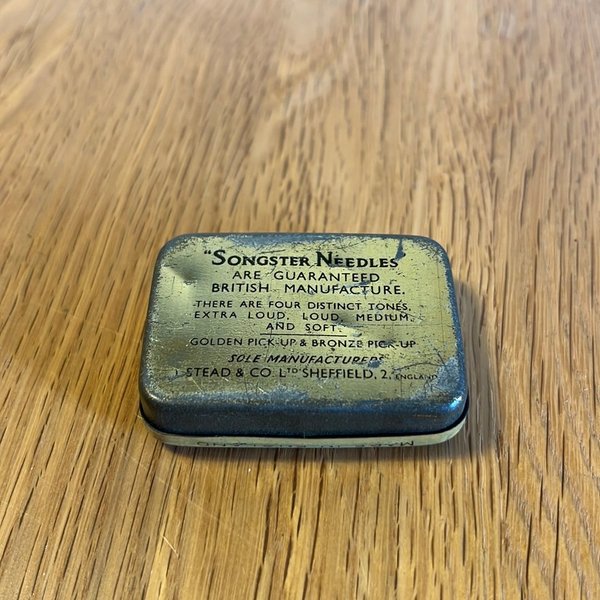 "SONGSTER NEEDLES
ARE GUARANTEED
BRITISH MANUFACTURE.
THERE ARE FOUR DISTINCT TONES,
EXTRA LOUD, LOUD, MEDIUM,
AND SOFT.
GOLDEN PICK-UP & BRONZE PICK-UP
SOLE MANUFACTURERS
J. STEAD & CO. LTD SHEFFIELD, 2, ENGLAND